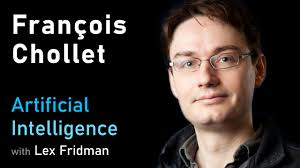 François
Chollet
Artificial
Intelligence
with Lex Fridman